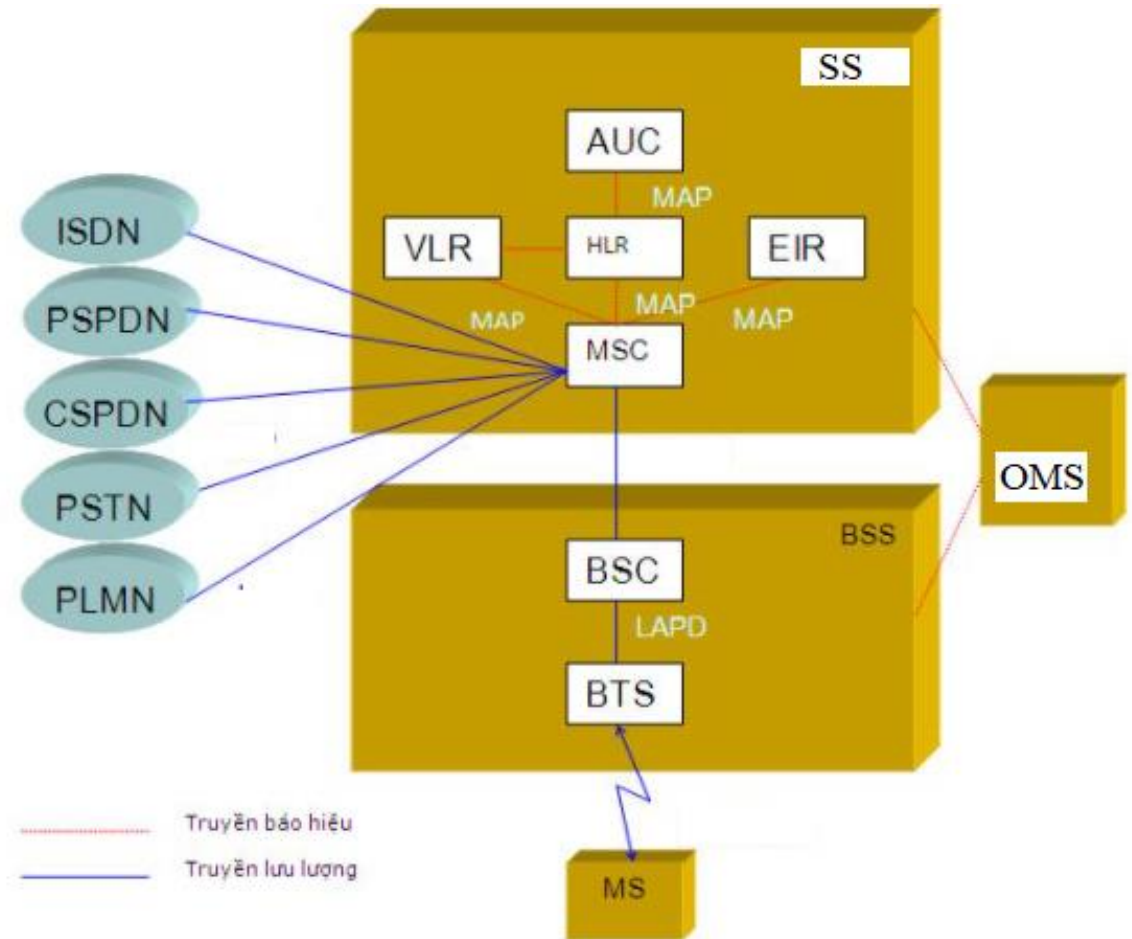 SS
AUC
MAP
VLR
HLR
EIR
MAP
MAP
MAP
MSC
ISDN
PSPDN
CSPDN
PSTN
PLMN
OMS
BSS
BSC
LAPD
BTS
MS
Truyền báo hiệu
Truyền lưu lượng